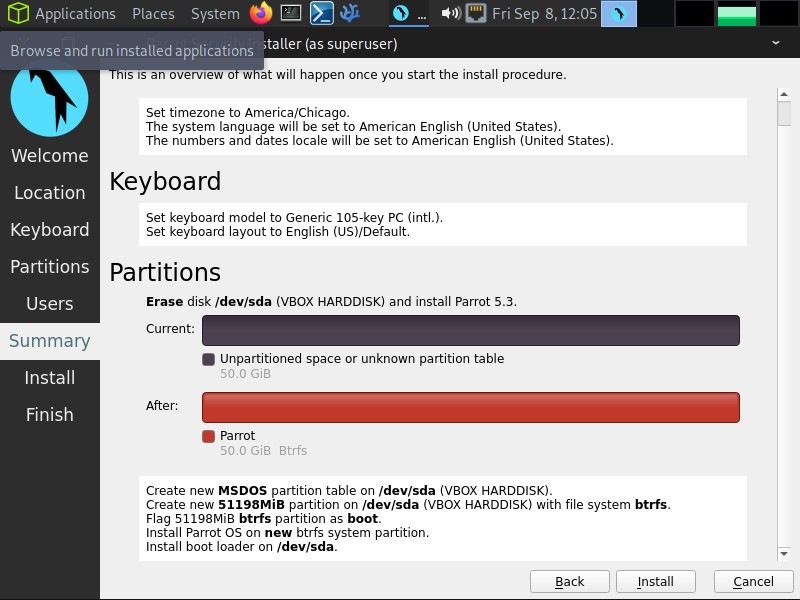 Applications Places System ... Fri Sep 8, 12:05
Browse and run installed applications
staller (as superuser)
This is an overview of what will happen once you start the install procedure.
Set timezone to America/Chicago.
The system language will be set to American English (United States).
The numbers and dates locale will be set to American English (United States).
Welcome
Location
Keyboard
Partitions
Users
Summary
Install
Finish
Keyboard
Set keyboard model to Generic 105-key PC (intl.).
Set keyboard layout to English (US)/Default.
Partitions
Erase disk /dev/sda (VBOX HARDDISK) and install Parrot 5.3.
Current:
Unpartitioned space or unknown partition table
50.0 GiB
After:
Parrot
50.0 GiB Btrfs
Create new MSDOS partition table on /dev/sda (VBOX HARDDISK).
Create new 51198MiB partition on /dev/sda (VBOX HARDDISK) with file system btrfs.
Flag 51198MiB btrfs partition as boot.
Install Parrot OS on new btrfs system partition.
Install boot loader on /dev/sda.
Back Install Cancel